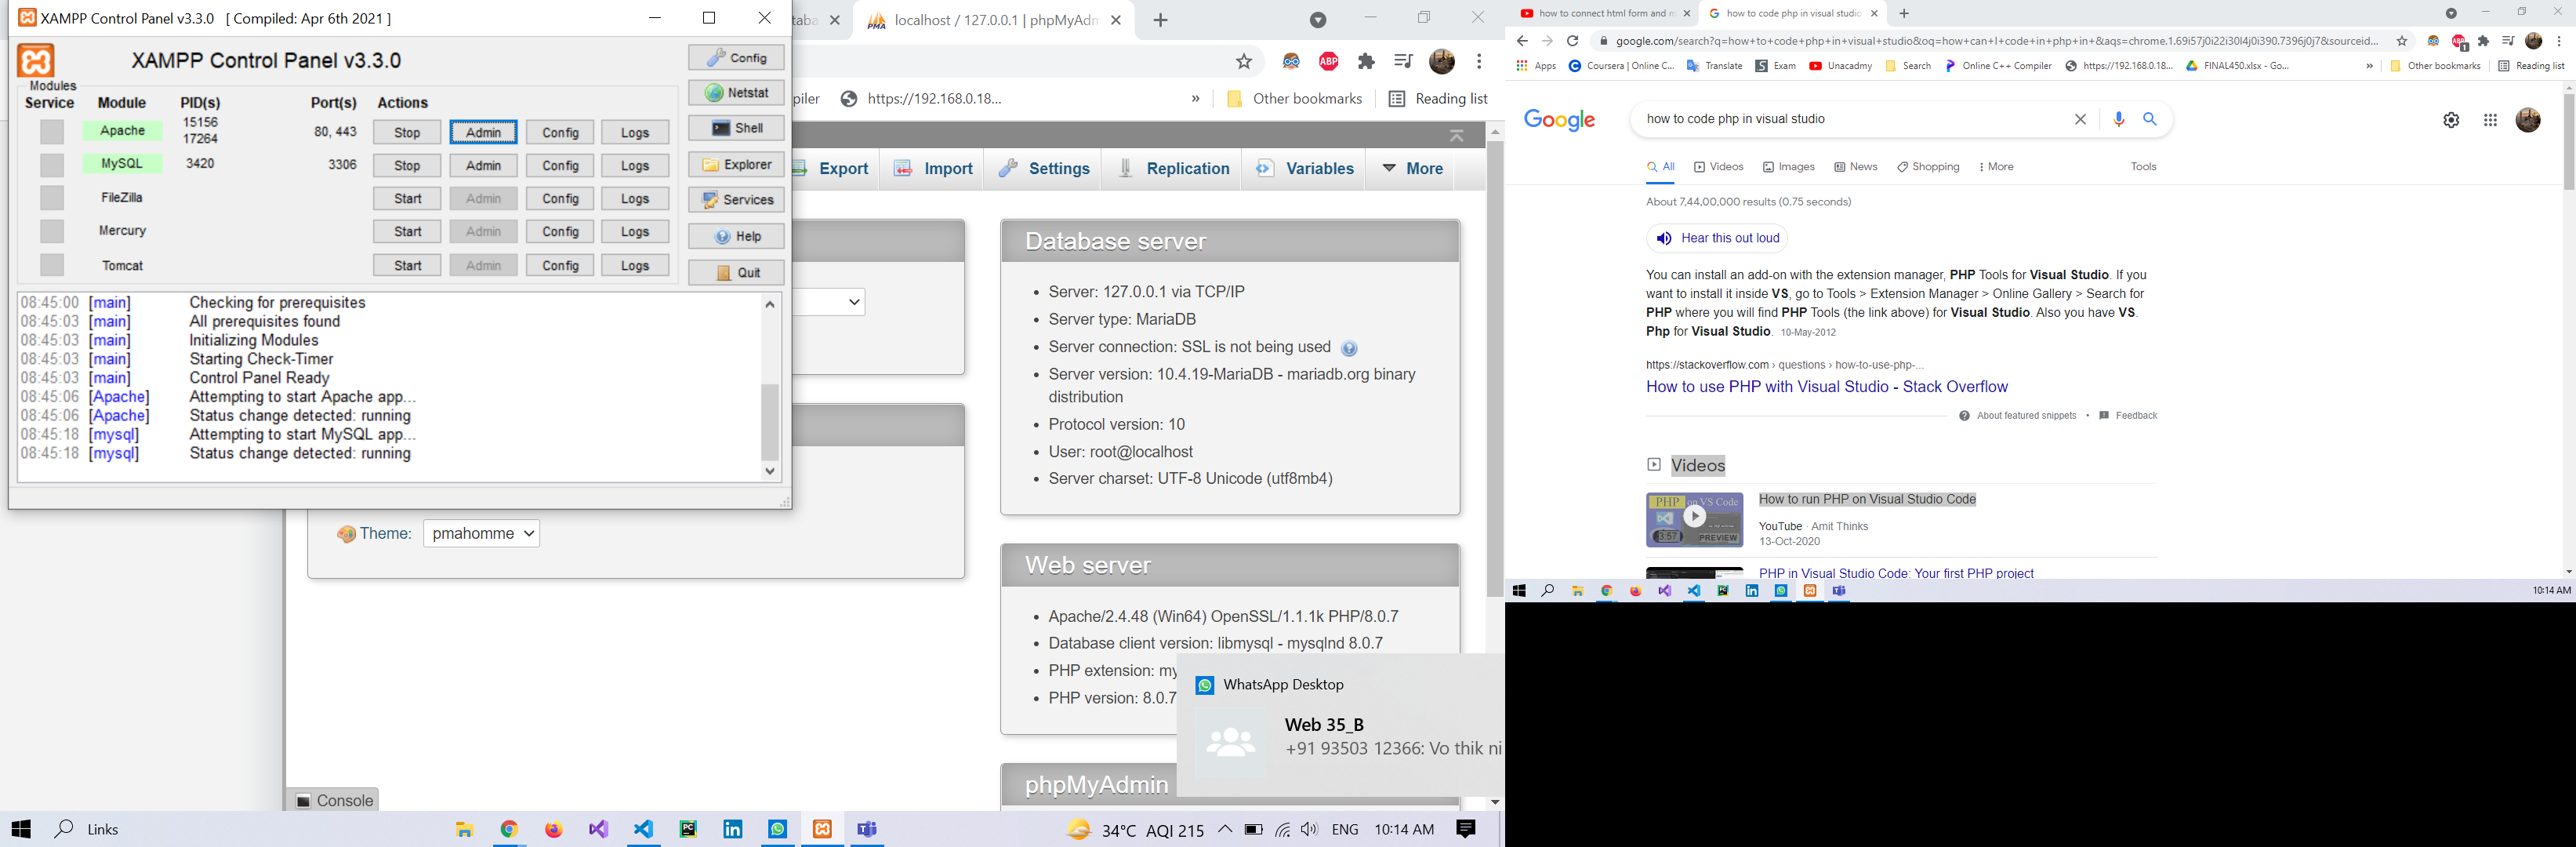 XAMPP Control Panel v3.3.0 [ Compiled: Apr 6th 2021 ]
XAMPP Control Panel v3.3.0
Modules
Service Module PID(s) Port(s) Actions
Apache 15156 17264 80, 443 Stop Admin Config Logs
MySQL 3420 3306 Stop Admin Config Logs
FileZilla Start Admin Config Logs
Mercury Start Admin Config Logs
Tomcat Start Admin Config Logs
Config
Netstat
Shell
Explorer
Services
Help
Quit
08:45:00 [main] Checking for prerequisites
08:45:03 [main] All prerequisites found
08:45:03 [main] Initializing Modules
08:45:03 [main] Starting Check-Timer
08:45:03 [main] Control Panel Ready
08:45:06 [Apache] Attempting to start Apache app...
08:45:06 [Apache] Status change detected: running
08:45:18 [mysql] Attempting to start MySQL app...
08:45:18 [mysql] Status change detected: running
localhost / 127.0.0.1 | phpMyAdm
ABP
https://192.168.0.18... » Other bookmarks Reading list
Export Import Settings Replication Variables More
Database server
Server: 127.0.0.1 via TCP/IP
Server type: MariaDB
Server connection: SSL is not being used
Server version: 10.4.19-MariaDB - mariadb.org binary
distribution
Protocol version: 10
User: root@localhost
Server charset: UTF-8 Unicode (utf8mb4)
Theme: pmahomme
Web server
Apache/2.4.48 (Win64) OpenSSL/1.1.1k PHP/8.0.7
Database client version: libmysql - mysqlnd 8.0.7
PHP extension: my
PHP version: 8.0.7
phpMyAdmin
Console
WhatsApp Desktop
Web 35_B
+91 93503 12366: Vo thik ni
Links
34°C AQI 215 ENG 10:14 AM
how to connect html form and m
how to code php in visual studio
google.com/search?q=how+to+code+php+in+visual+studio&oq=how+can+I+code+in+php+in+&aqs=chrome.1.69i57j0i22i30l4j0i390.7396j0j7&sourceid...
Apps Coursera | Online C... Translate Exam Unacadmy Search Online C++ Compiler https://192.168.0.18... FINAL450.xlsx - Go... » Other bookmarks Reading list
Google
how to code php in visual studio
All Videos Images News Shopping More Tools
About 7,44,00,000 results (0.75 seconds)
Hear this out loud
You can install an add-on with the extension manager, PHP Tools for Visual Studio. If you
want to install it inside VS, go to Tools > Extension Manager > Online Gallery > Search for
PHP where you will find PHP Tools (the link above) for Visual Studio. Also you have VS.
Php for Visual Studio. 10-May-2012
https://stackoverflow.com › questions › how-to-use-php-...
How to use PHP with Visual Studio - Stack Overflow
About featured snippets • Feedback
Videos
PHP on VS Code
3:57 PREVIEW
How to run PHP on Visual Studio Code
YouTube · Amit Thinks
13-Oct-2020
PHP in Visual Studio Code: Your first PHP project
10:14 AM